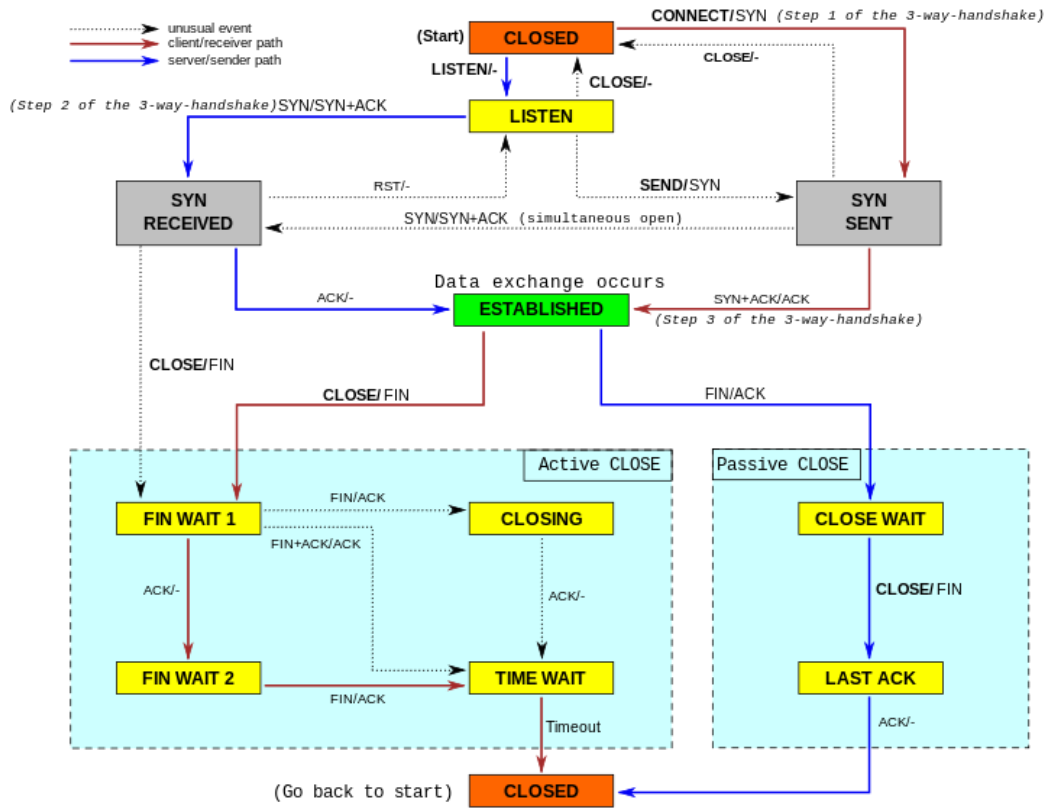 unusual event
client/receiver path
server/sender path
(Start)
CLOSED
CONNECT/SYN (Step 1 of the 3-way-handshake)
CLOSE/-
LISTEN/-
CLOSE/-
(Step 2 of the 3-way-handshake)SYN/SYN+ACK
LISTEN
SYN
RECEIVED
RST/-
SEND/SYN
SYN
SENT
SYN/SYN+ACK (simultaneous open)
Data exchange occurs
ACK/-
ESTABLISHED
SYN+ACK/ACK
(Step 3 of the 3-way-handshake)
CLOSE/FIN
CLOSE/FIN
FIN/ACK
Active CLOSE
Passive CLOSE
FIN WAIT 1
FIN/ACK
CLOSING
CLOSE WAIT
FIN+ACK/ACK
ACK/-
ACK/-
CLOSE/FIN
FIN WAIT 2
FIN/ACK
TIME WAIT
LAST ACK
Timeout
ACK/-
(Go back to start)
CLOSED